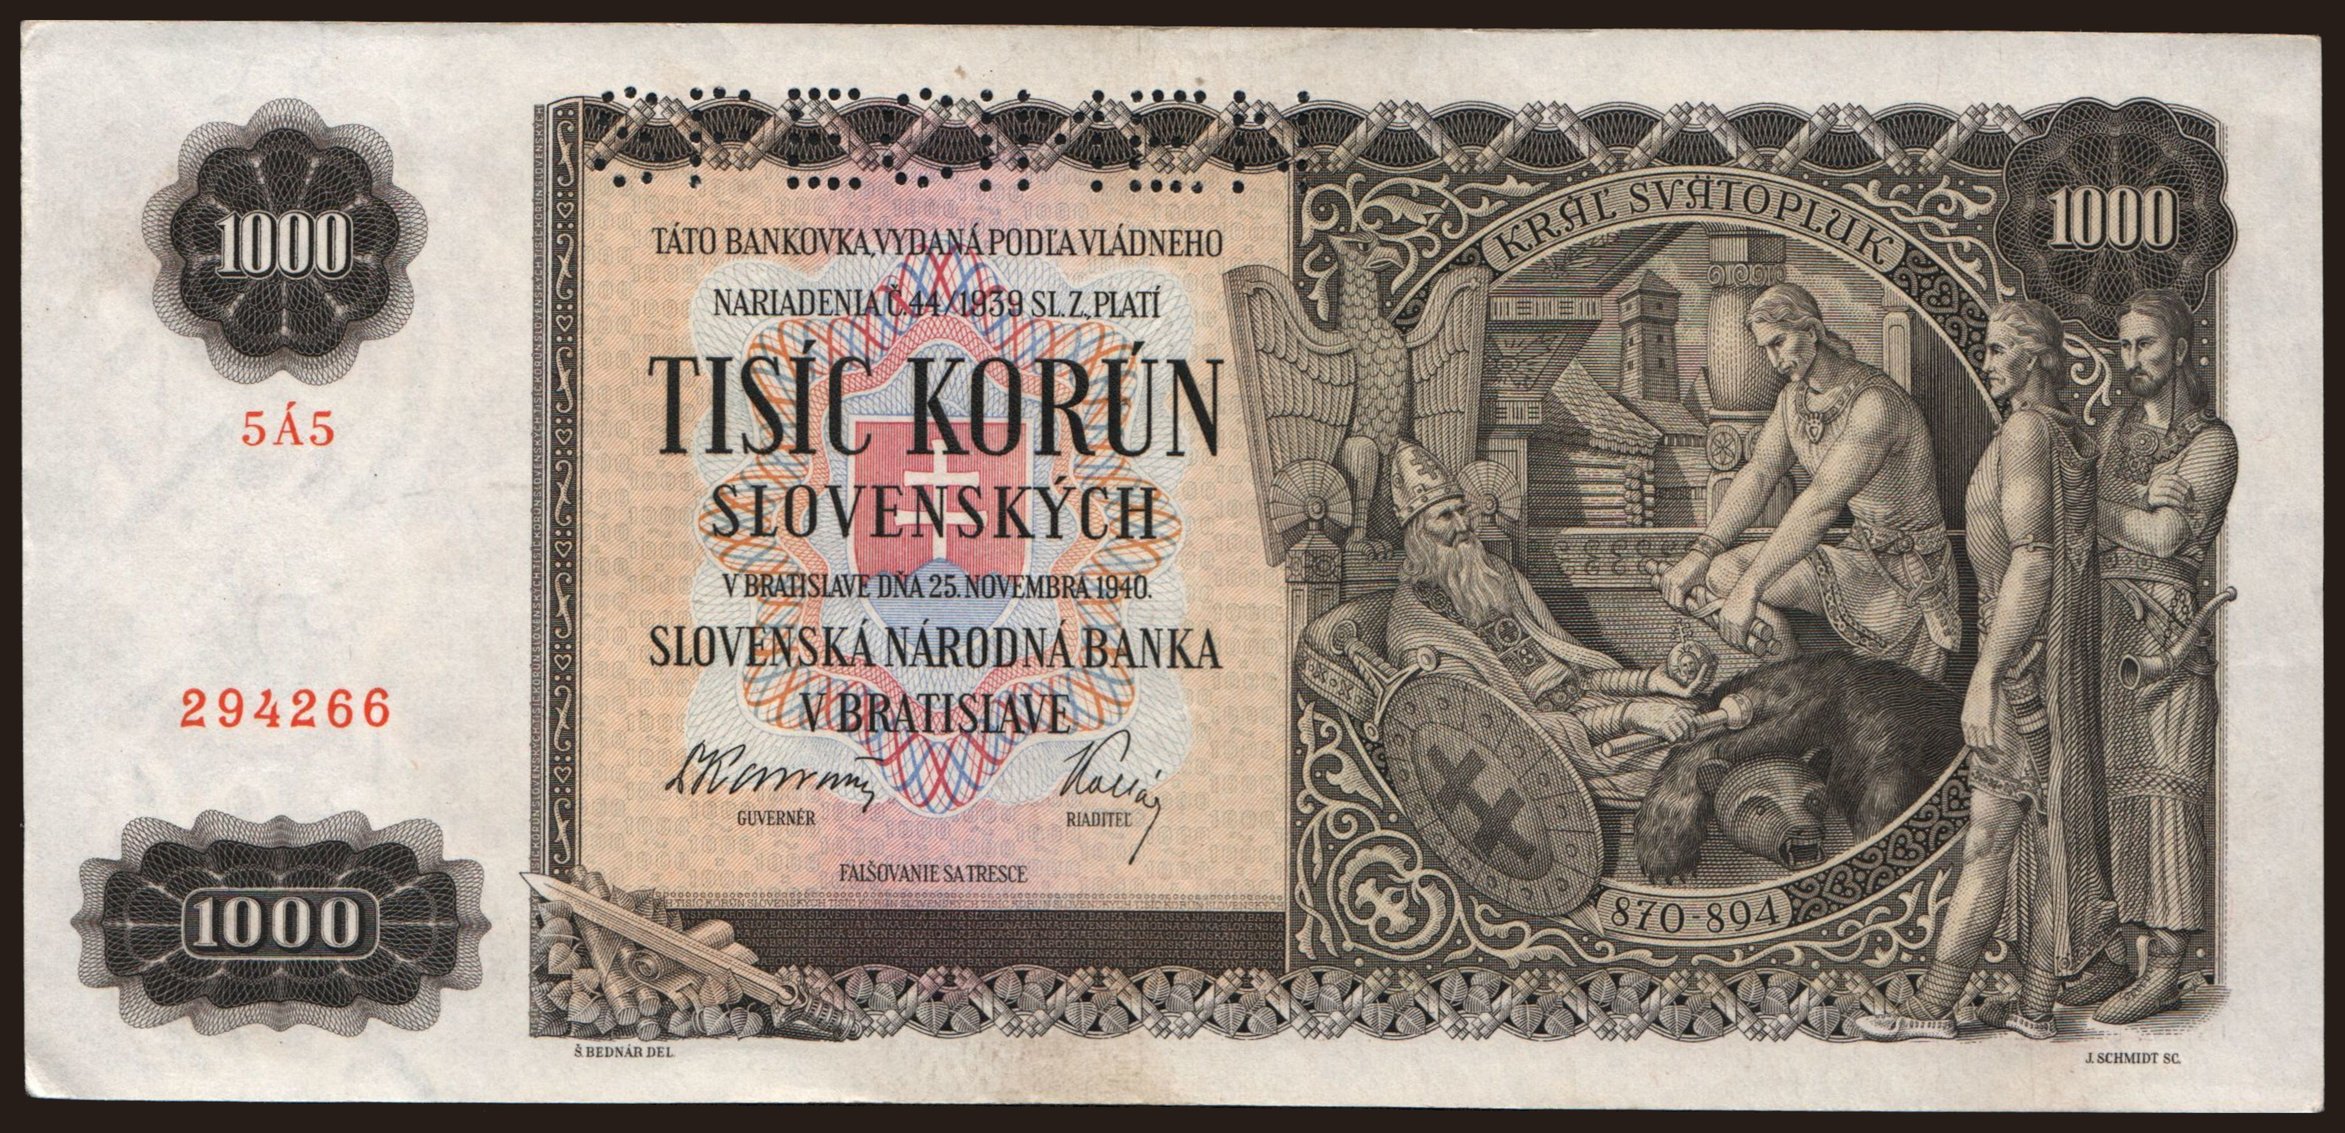 KRÁĽ SVÄTOPLUK
1000
1000
TÁTO BANKOVKA, VYDANÁ PODĽA VLÁDNEHO
NARIADENIA Č. 44/1939 SL. Z., PLATÍ
TISÍC KORÚN
SLOVENSKÝCH
5Á5
V BRATISLAVE DŇA 25. NOVEMBRA 1940.
SLOVENSKÁ NÁRODNÁ BANKA
V BRATISLAVE
294266
GUVERNÉR
RIADITEĽ
FALŠOVANIE SA TRESCE
1000
870-894
Š. BEDNÁR DEL.
J. SCHMIDT SC.